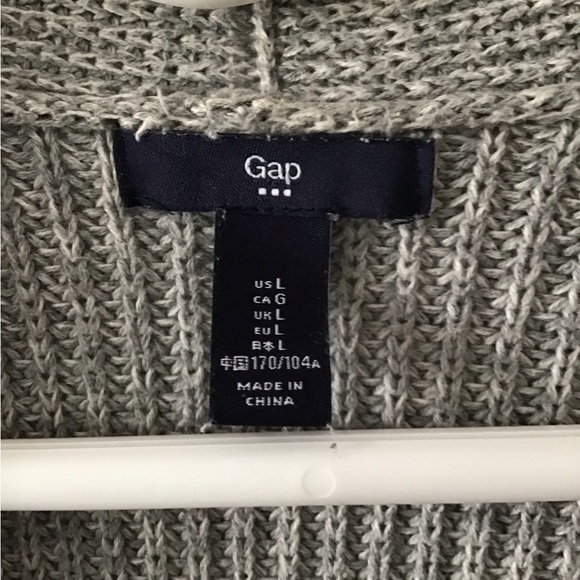 Gap
US L
CA G
UK L
EU L
日本 L
中国 170/104A
MADE IN
CHINA